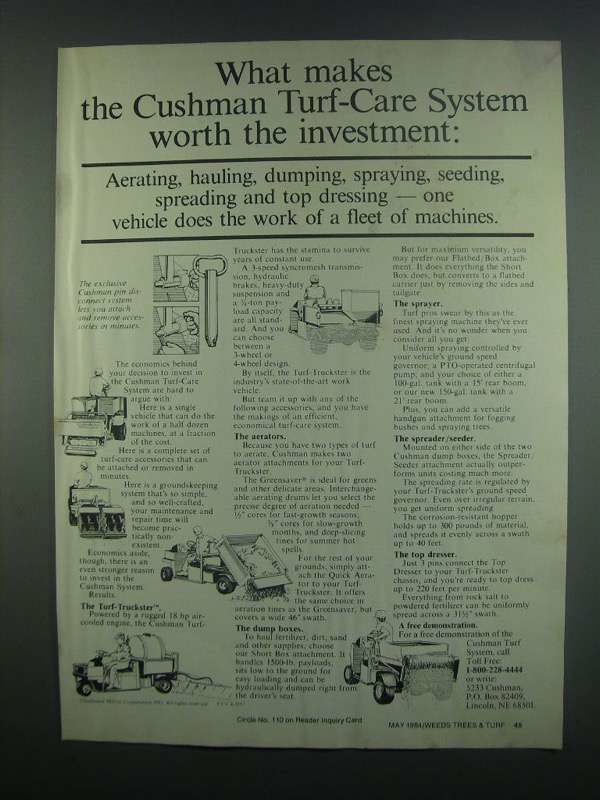 What makes
the Cushman Turf-Care System
worth the investment:
Aerating, hauling, dumping, spraying, seeding,
spreading and top dressing — one
vehicle does the work of a fleet of machines.
The exclusive
Cushman pin dis-
connect system
lets you attach
and remove acces-
sories in minutes.
The economics behind
your decision to invest in
the Cushman Turf-Care
System are hard to
argue with:
Here is a single
vehicle that can do the
work of a half dozen
machines, at a fraction
of the cost.
Here is a complete set of
turf-care accessories that can
be attached or removed in
minutes.
Here is a groundskeeping
system that's so simple,
and so well-crafted,
your maintenance and
repair time will
become prac-
tically non-
existent.
Economics aside,
though, there is an
even stronger reason
to invest in the
Cushman System.
Results.
The Turf-Truckster™.
Powered by a rugged 18 hp air-
cooled engine, the Cushman Turf-
Truckster has the stamina to survive
years of constant use.
A 3-speed syncromesh transmis-
sion, hydraulic
brakes, heavy-duty
suspension and
a ¾-ton pay-
load capacity
are all stand-
ard. And you
can choose
between a
3-wheel or
4-wheel design.
By itself, the Turf-Truckster is the
industry's state-of-the-art work
vehicle.
But team it up with any of the
following accessories, and you have
the makings of an efficient,
economical turf-care system.
The aerators.
Because you have two types of turf
to aerate, Cushman makes two
aerator attachments for your Turf-
Truckster.
The Greensaver® is ideal for greens
and other delicate areas. Interchange-
able aerating drums let you select the
precise degree of aeration needed —
½" cores for fast-growth seasons,
⅜" cores for slow-growth
months, and deep-slicing
tines for summer hot
spells.
For the rest of your
grounds, simply att-
ach the Quick Aera-
tor to your Turf-
Truckster. It offers
the same choice in
aeration tines as the Greensaver, but
covers a wide 46" swath.
The dump boxes.
To haul fertilizer, dirt, sand
and other supplies, choose
our Short Box attachment. It
handles 1500-lb. payloads,
sits low to the ground for
easy loading and can be
hydraulically dumped right from
the driver's seat.
But for maximum versatility, you
may prefer our Flatbed/Box attach-
ment. It does everything the Short
Box does, but converts to a flatbed
carrier just by removing the sides and
tailgate.
The sprayer.
Turf pros swear by this as the
finest spraying machine they've ever
used. And it's no wonder when you
consider all you get:
Uniform spraying controlled by
your vehicle's ground speed
governor, a PTO-operated centrifugal
pump, and your choice of either a
100-gal. tank with a 15' rear boom,
or our new 150-gal. tank with a
21' rear boom.
Plus, you can add a versatile
handgun attachment for fogging
bushes and spraying trees.
The spreader/seeder.
Mounted on either side of the two
Cushman dump boxes, the Spreader/
Seeder attachment actually outper-
forms units costing much more.
The spreading rate is regulated by
your Turf-Truckster's ground speed
governor. Even over irregular terrain,
you get uniform spreading.
The corrosion-resistant hopper
holds up to 300 pounds of material,
and spreads it evenly across a swath
up to 40 feet.
The top dresser.
Just 3 pins connect the Top
Dresser to your Turf-Truckster
chassis, and you're ready to top dress
up to 220 feet per minute.
Everything from rock salt to
powdered fertilizer can be uniformly
spread across a 31½" swath.
A free demonstration.
For a free demonstration of the
Cushman Turf
System, call
Toll Free:
1-800-228-4444
or write:
5233 Cushman,
P.O. Box 82409,
Lincoln, NE 68501.
Circle No. 110 on Reader Inquiry Card
MAY 1984/WEEDS TREES & TURF 45